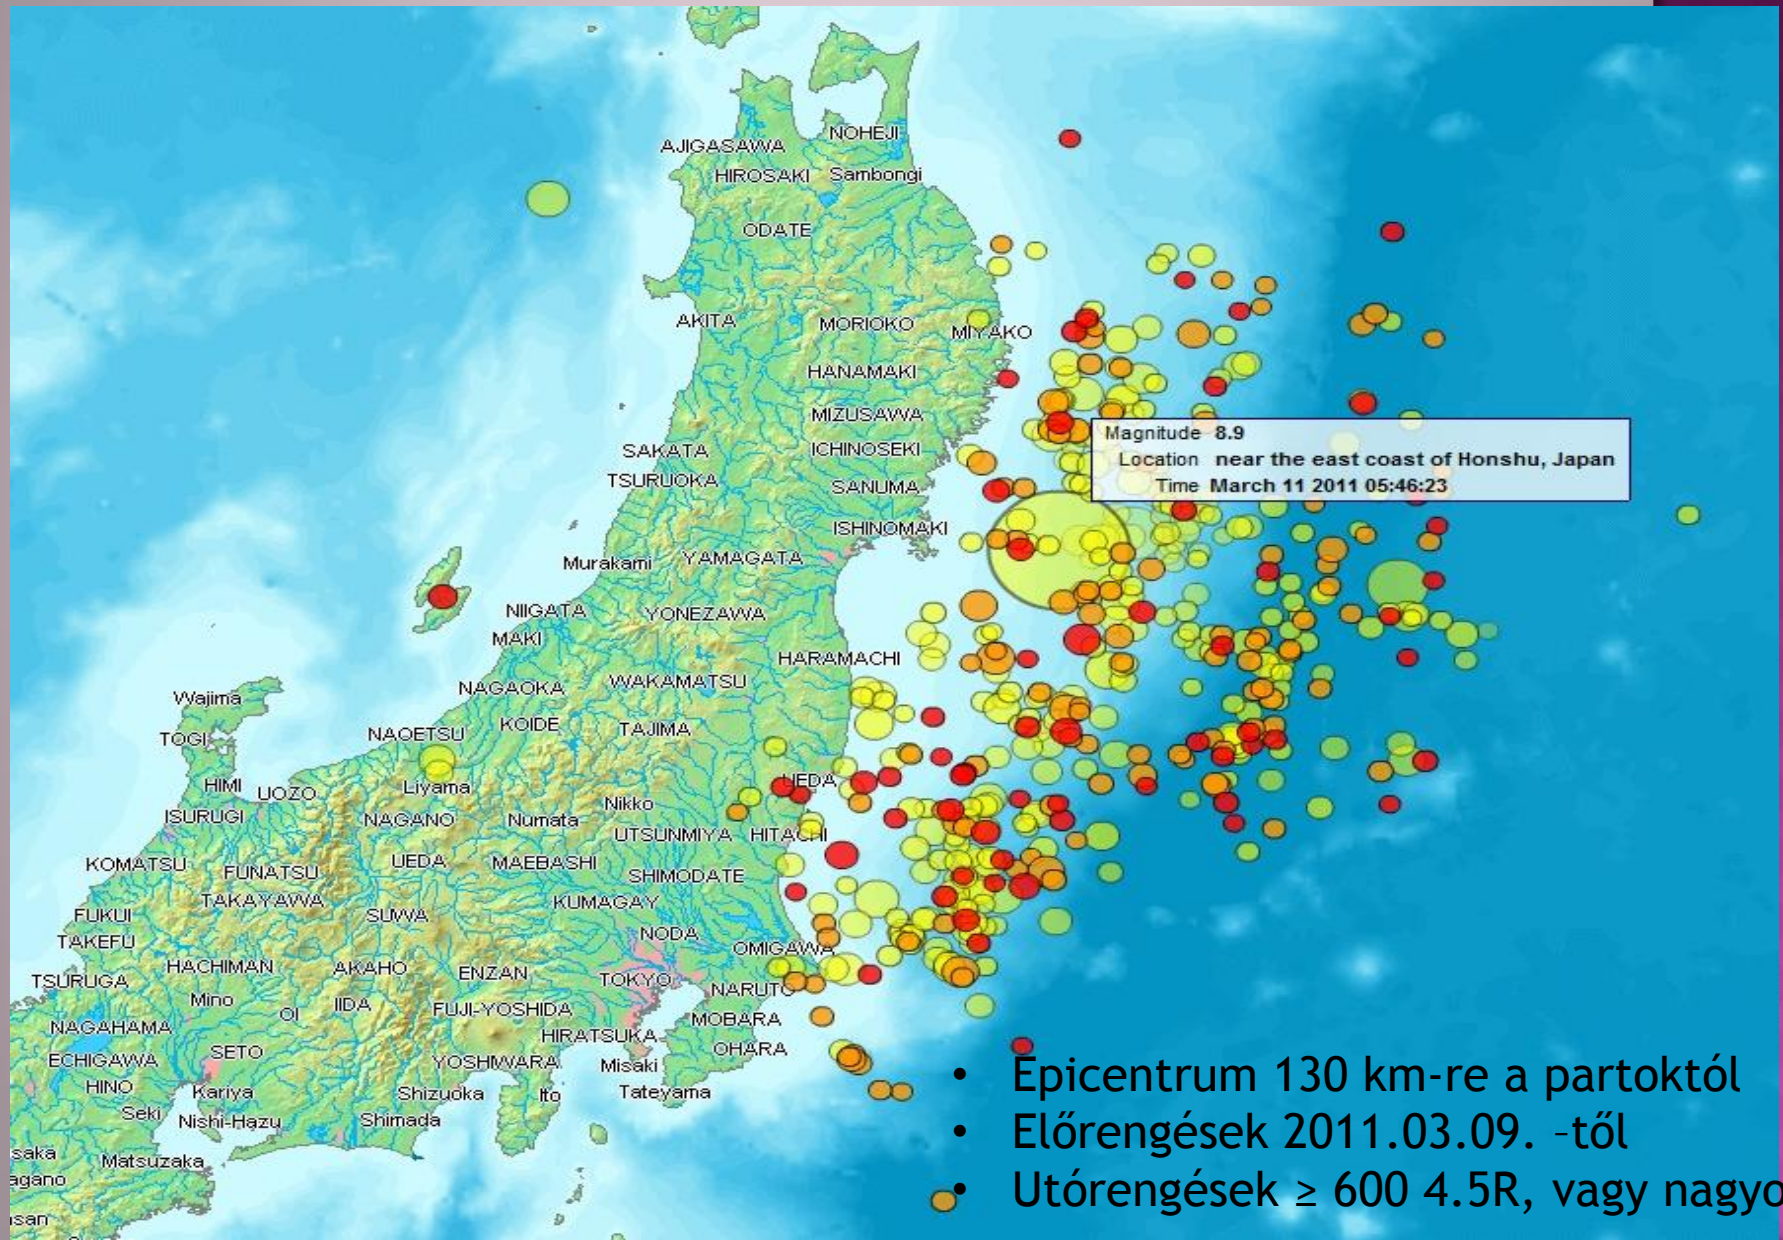 NOHEJI
AJIGASAWA
HIROSAKI Sambongi
ODATE
AKITA MORIOKO MIYAKO
HANAMAKI
MIZUSAWA
Magnitude 8.9
Location near the east coast of Honshu, Japan
Time March 11 2011 05:46:23
SAKATA ICHINOSEKI
TSURUOKA SANUMA
ISHINOMAKI
Murakami YAMAGATA
NIIGATA YONEZAWA
MAKI
HARAMACHI
NAGAOKA WAKAMATSU
Wajima
KOIDE TAJIMA
TOGI NAOETSU
HIMI UOZO Liyama UEDA
ISURUGI NAGANO Numata Nikko
UTSUNMIYA HITACHI
KOMATSU FUNATSU UEDA MAEBASHI SHIMODATE
TAKAYAWA KUMAGAY
FUKUI SUWA
TAKEFU NODA OMIGAWA
TSURUGA HACHIMAN AKAHO ENZAN TOKYO NARUTO
Mino OI IIDA FUJI-YOSHIDA MOBARA
NAGAHAMA HIRATSUKA
ECHIGAWA SETO YOSHIWARA Misaki OHARA
HINO Kariya Shizuoka Ito Tateyama
Seki Nishi-Hazu Shimada
saka Matsuzaka
agano
san
• Epicentrum 130 km-re a partoktól
• Előrengések 2011.03.09. –től
• Utórengések ≥ 600 4.5R, vagy nagyo